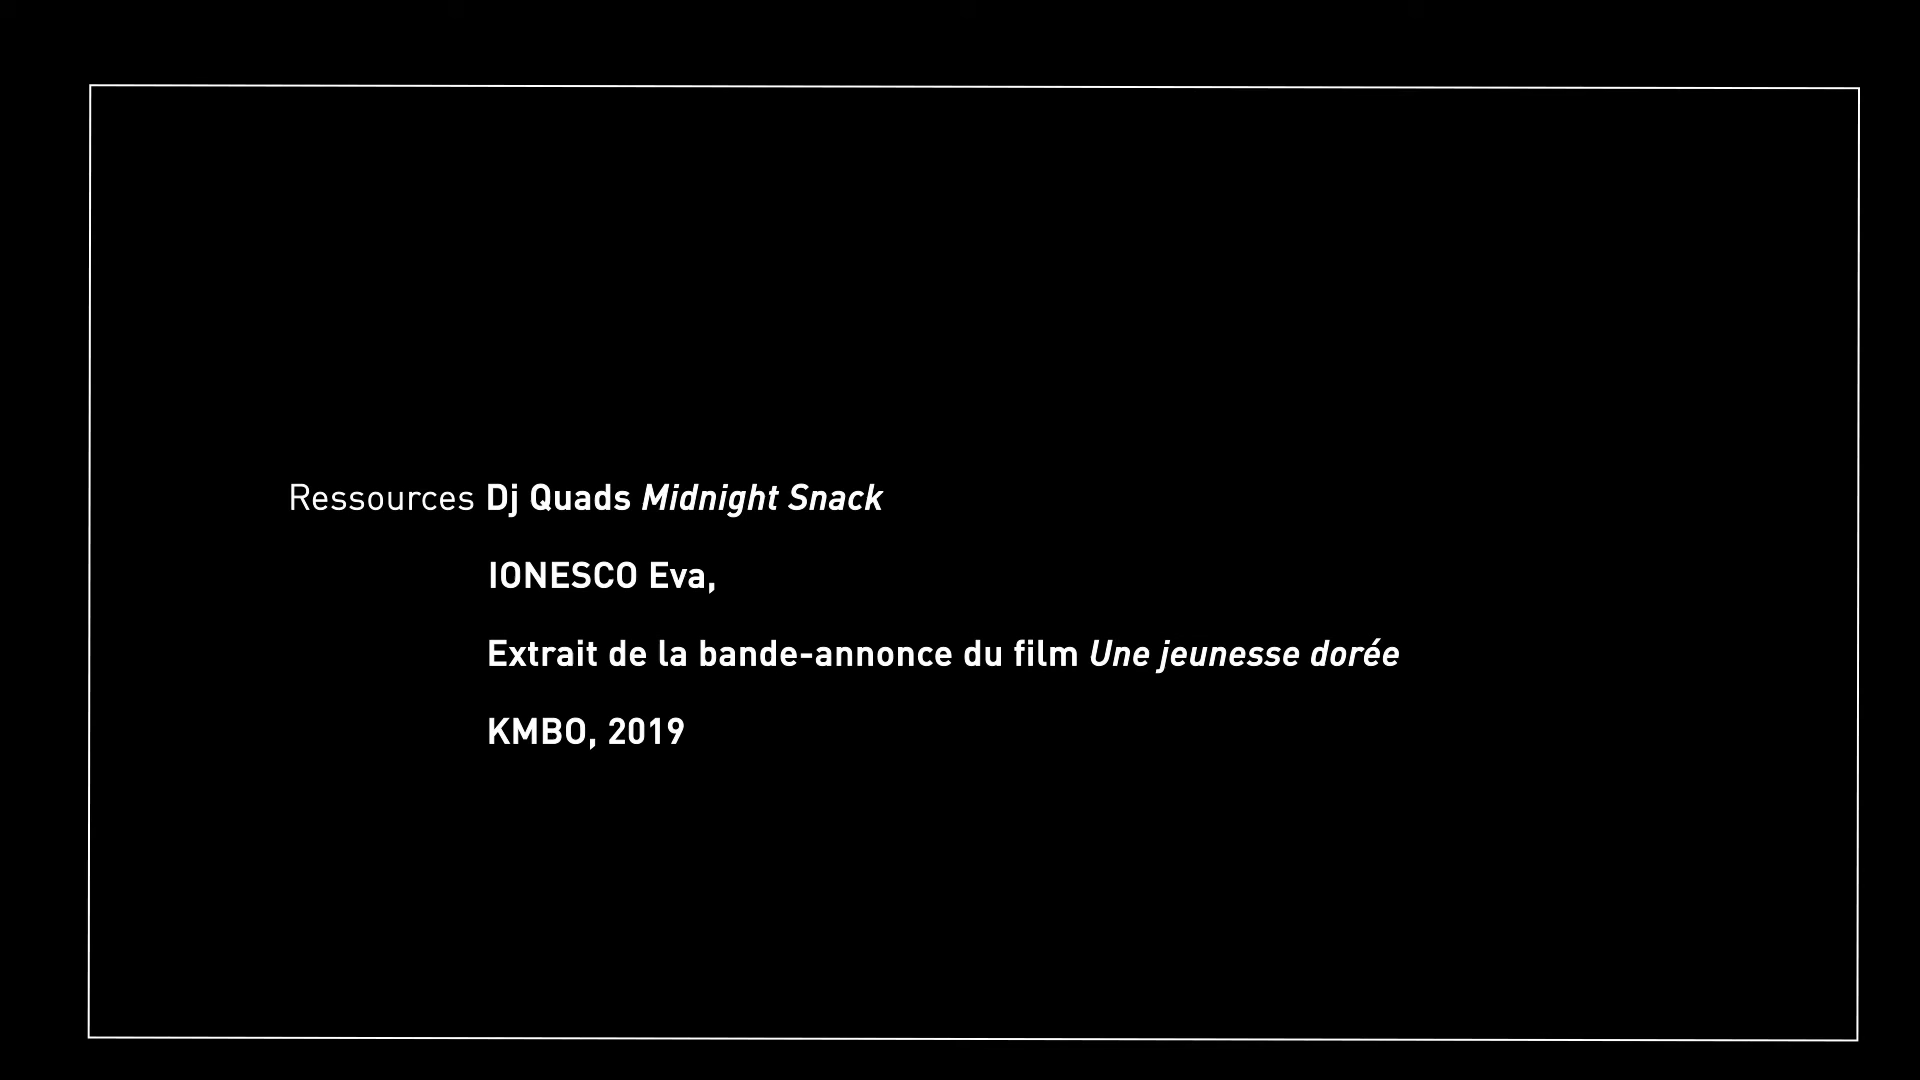 Ressources Dj Quads Midnight Snack
IONESCO Eva,
Extrait de la bande-annonce du film Une jeunesse dorée
KMBO, 2019